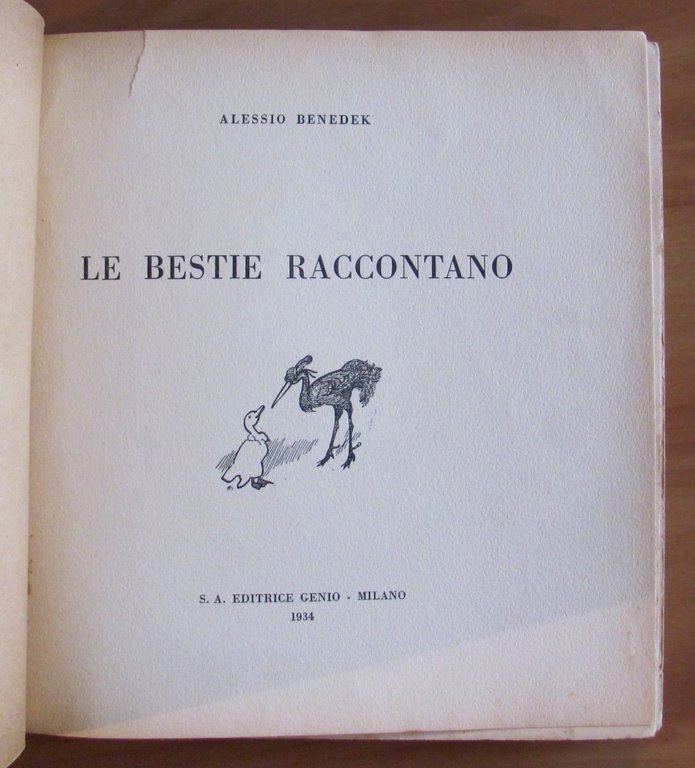 ALESSIO BENEDEK
LE BESTIE RACCONTANO
S. A. EDITRICE GENIO - MILANO
1934